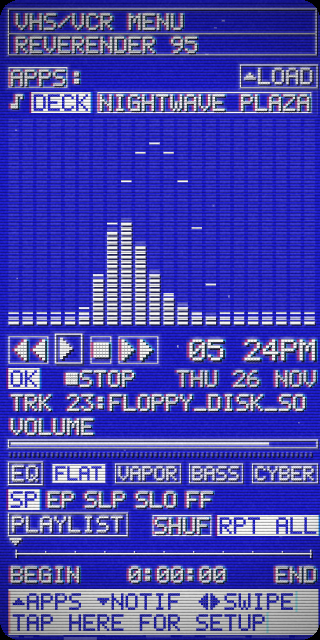 VHS/VCR MENU
REVERENDER 95
APPS: LOAD
DECK NIGHTWAVE PLAZA
05 24PM
OK STOP THU 26 NOV
TRK 23:FLOPPY_DISK_SO
VOLUME
EQ FLAT VAPOR BASS CYBER
SP EP SLP SLO FF
PLAYLIST SHUF RPT ALL
BEGIN 0:00:00 END
APPS NOTIF SWIPE
TAP HERE FOR SETUP